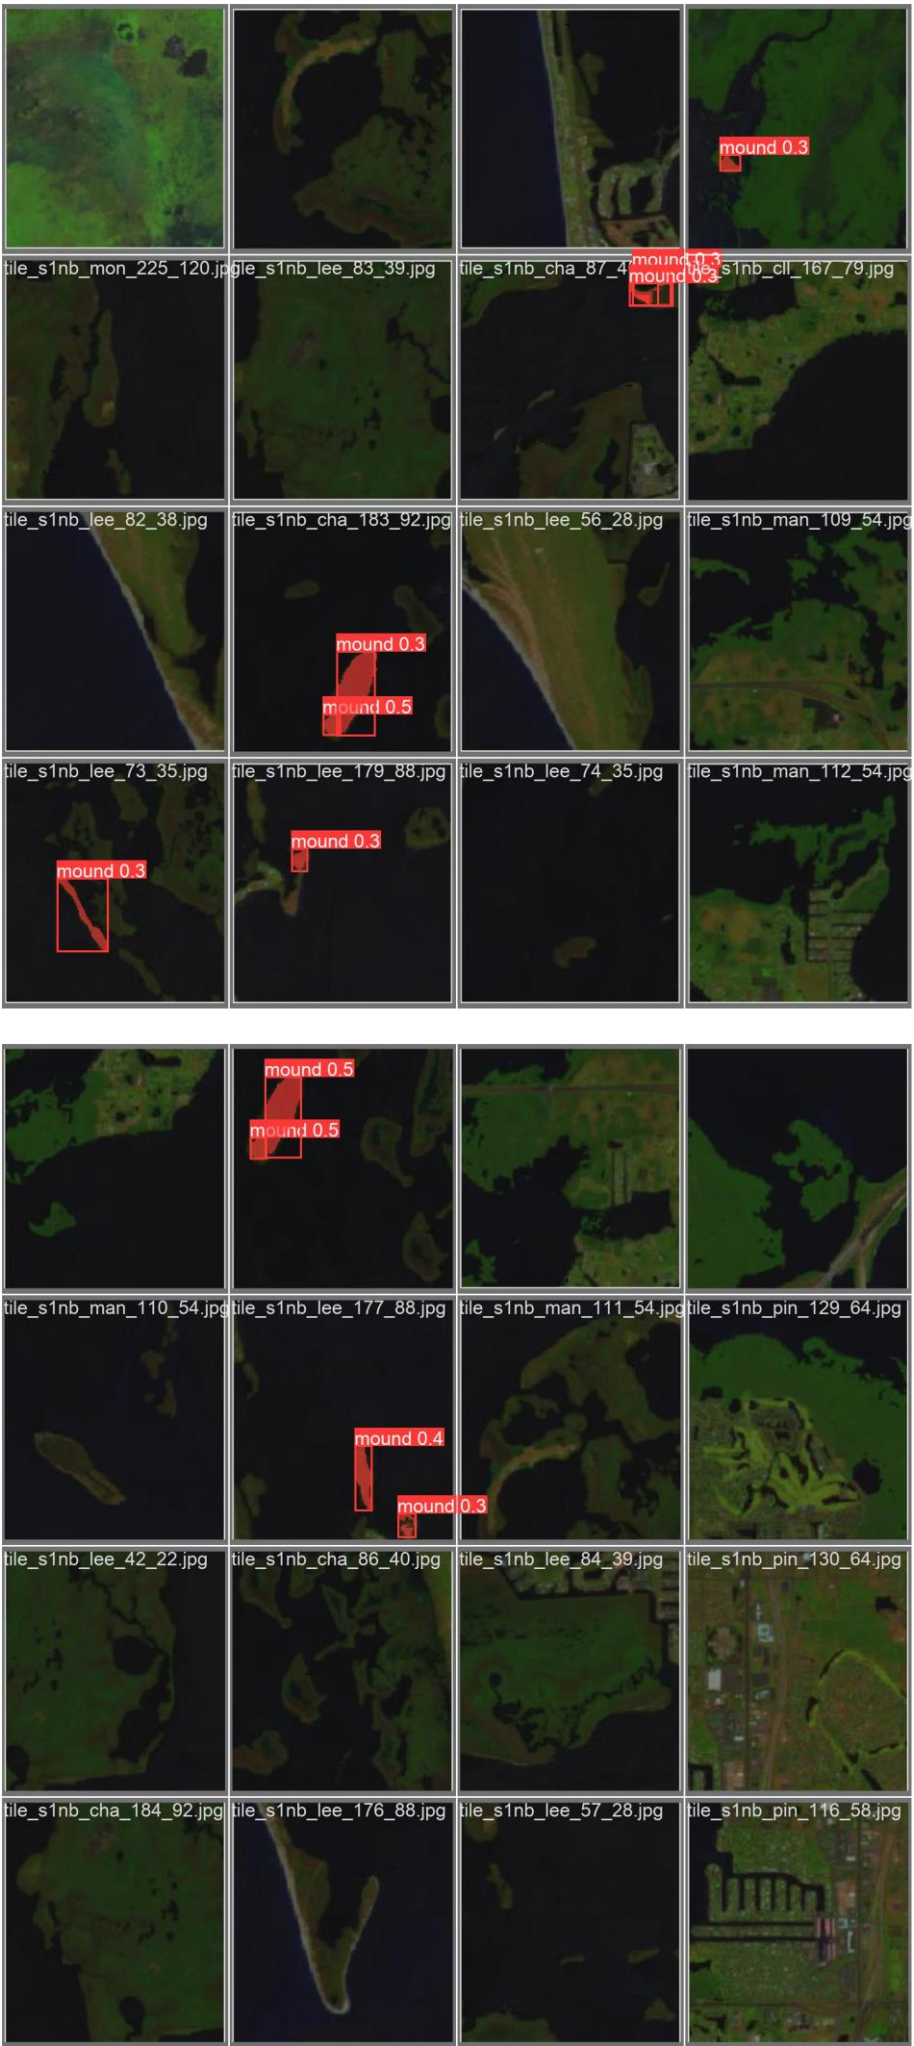 mound 0.3
mound 0.3
tile_s1nb_mon_225_120.jpg
tile_s1nb_lee_83_39.jpg
tile_s1nb_cha_87_4
s1nb_cll_167_79.jpg
mound 0.3
tile_s1nb_lee_82_38.jpg
tile_s1nb_cha_183_92.jpg
tile_s1nb_lee_56_28.jpg
tile_s1nb_man_109_54.jpg
mound 0.3
mound 0.5
tile_s1nb_lee_73_35.jpg
tile_s1nb_lee_179_88.jpg
tile_s1nb_lee_74_35.jpg
tile_s1nb_man_112_54.jpg
mound 0.3
mound 0.3
mound 0.5
mound 0.5
tile_s1nb_man_110_54.jpg
tile_s1nb_lee_177_88.jpg
tile_s1nb_man_111_54.jpg
tile_s1nb_pin_129_64.jpg
mound 0.4
mound 0.3
tile_s1nb_lee_42_22.jpg
tile_s1nb_cha_86_40.jpg
tile_s1nb_lee_84_39.jpg
tile_s1nb_pin_130_64.jpg
tile_s1nb_cha_184_92.jpg
tile_s1nb_lee_176_88.jpg
tile_s1nb_lee_57_28.jpg
tile_s1nb_pin_116_58.jpg